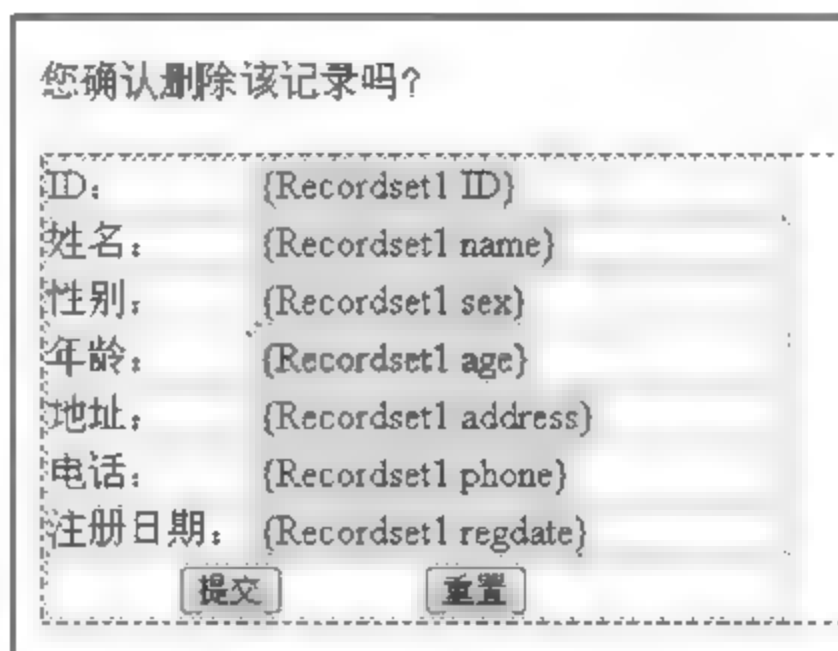 您确认删除该记录吗?
ID: {Recordset1 ID}
姓名: {Recordset1 name}
性别: {Recordset1 sex}
年龄: {Recordset1 age}
地址: {Recordset1 address}
电话: {Recordset1 phone}
注册日期: {Recordset1 regdate}
提交 重置